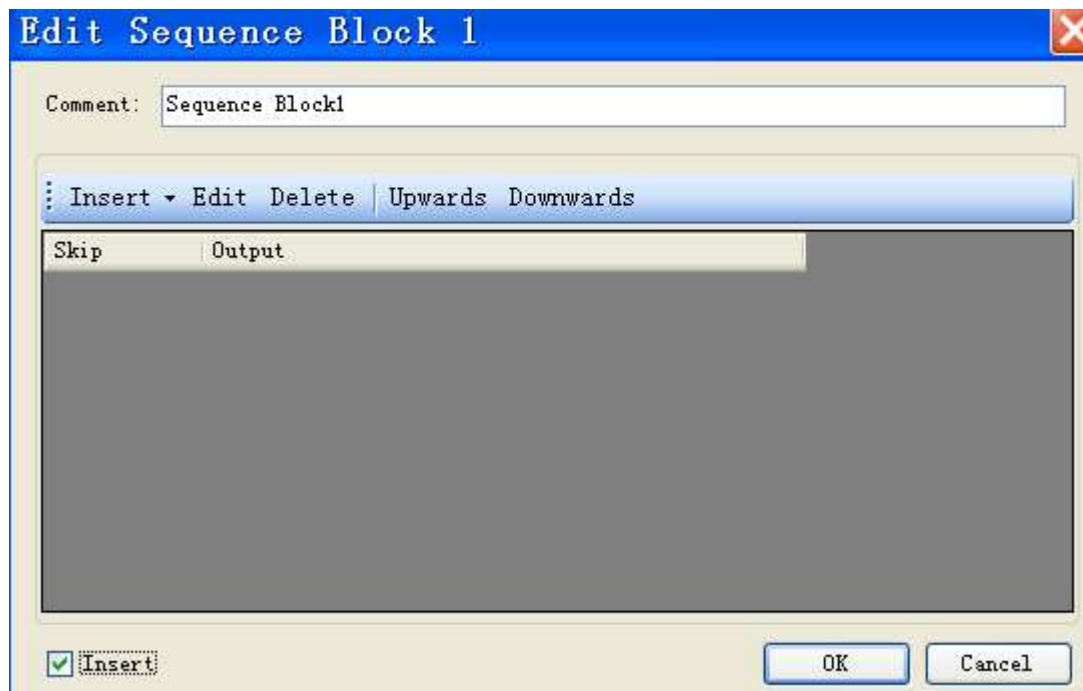 Edit Sequence Block 1
Comment: Sequence Block1
Insert Edit Delete Upwards Downwards
Skip Output
Insert OK Cancel